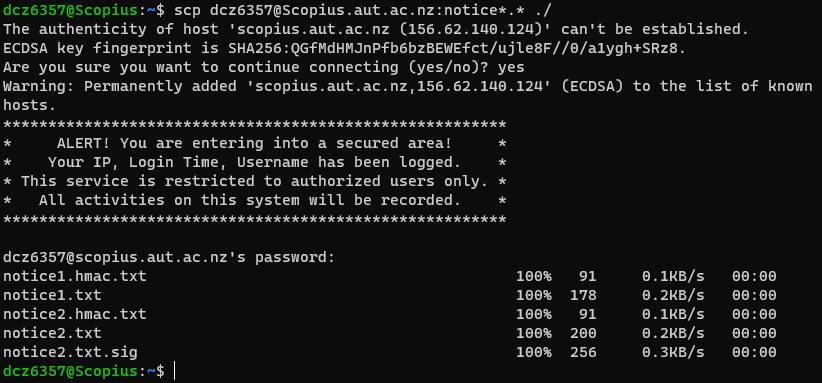 dcz6357@Scopius:~$ scp dcz6357@Scopius.aut.ac.nz:notice*.* ./
The authenticity of host 'scopius.aut.ac.nz (156.62.140.124)' can't be established.
ECDSA key fingerprint is SHA256:QGfMdHMJnPfb6bzBEWEfct/ujle8F//0/a1ygh+SRz8.
Are you sure you want to continue connecting (yes/no)? yes
Warning: Permanently added 'scopius.aut.ac.nz,156.62.140.124' (ECDSA) to the list of known
hosts.
********************************************************
*     ALERT! You are entering into a secured area!     *
*    Your IP, Login Time, Username has been logged.    *
* This service is restricted to authorized users only. *
*   All activities on this system will be recorded.    *
********************************************************
dcz6357@scopius.aut.ac.nz's password:
notice1.hmac.txt 100% 91 0.1KB/s 00:00
notice1.txt 100% 178 0.2KB/s 00:00
notice2.hmac.txt 100% 91 0.1KB/s 00:00
notice2.txt 100% 200 0.2KB/s 00:00
notice2.txt.sig 100% 256 0.3KB/s 00:00
dcz6357@Scopius:~$